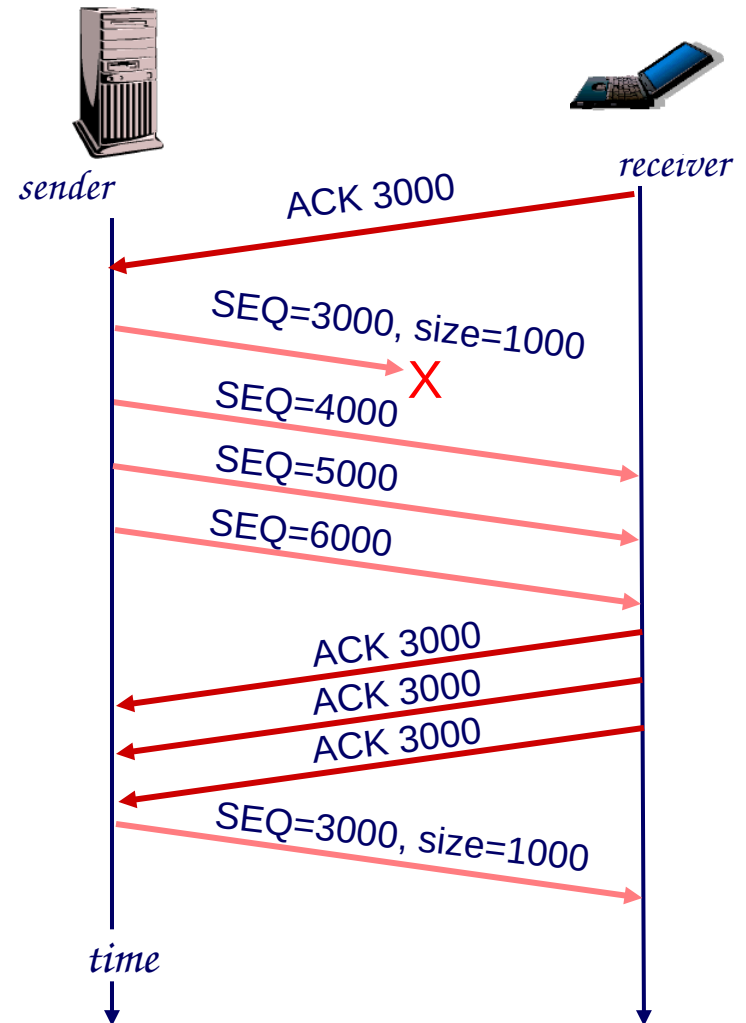 sender
receiver
ACK 3000
SEQ=3000, size=1000
X
SEQ=4000
SEQ=5000
SEQ=6000
ACK 3000
ACK 3000
ACK 3000
SEQ=3000, size=1000
time